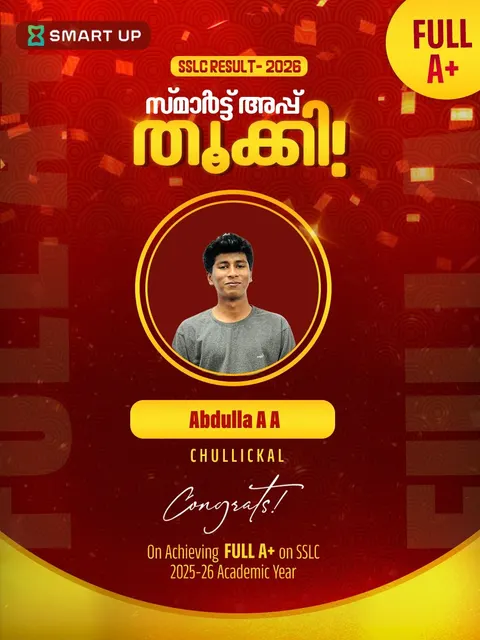 SMART UP
FULL
A+
SSLC RESULT- 2026
സ്മാർട്ട് അപ്പ്
തൂക്കി!
Abdulla A A
CHULLICKAL
Congrats!
On Achieving FULL A+ on SSLC
2025-26 Academic Year